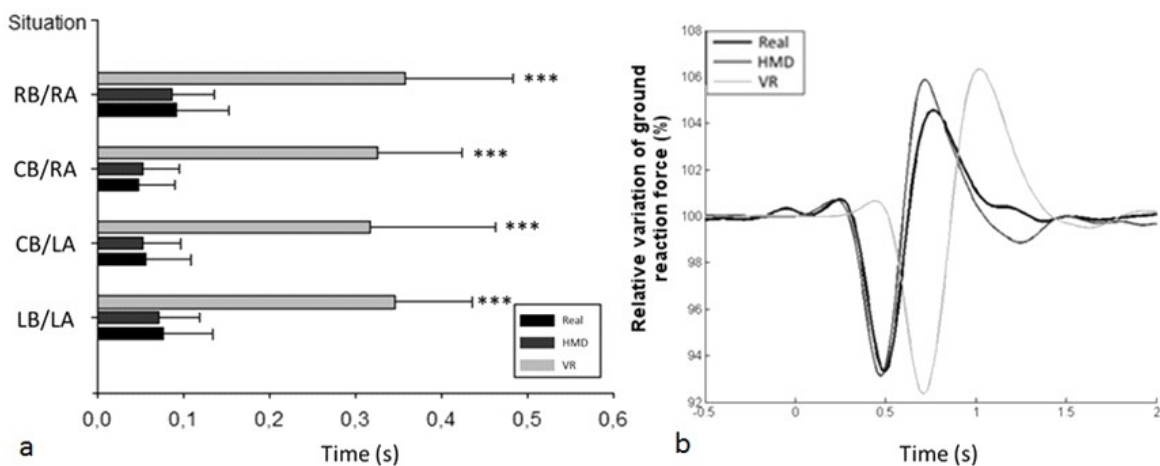 Situation
RB/RA
***
CB/RA
***
CB/LA
***
LB/LA
***
Real
HMD
VR
0,0
0,1
0,2
0,3
0,4
0,5
0,6
Time (s)
a
Relative variation of ground
reaction force (%)
108
106
104
102
100
98
96
94
92
Real
HMD
VR
-0.5
0
0.5
1
1.5
2
Time (s)
b